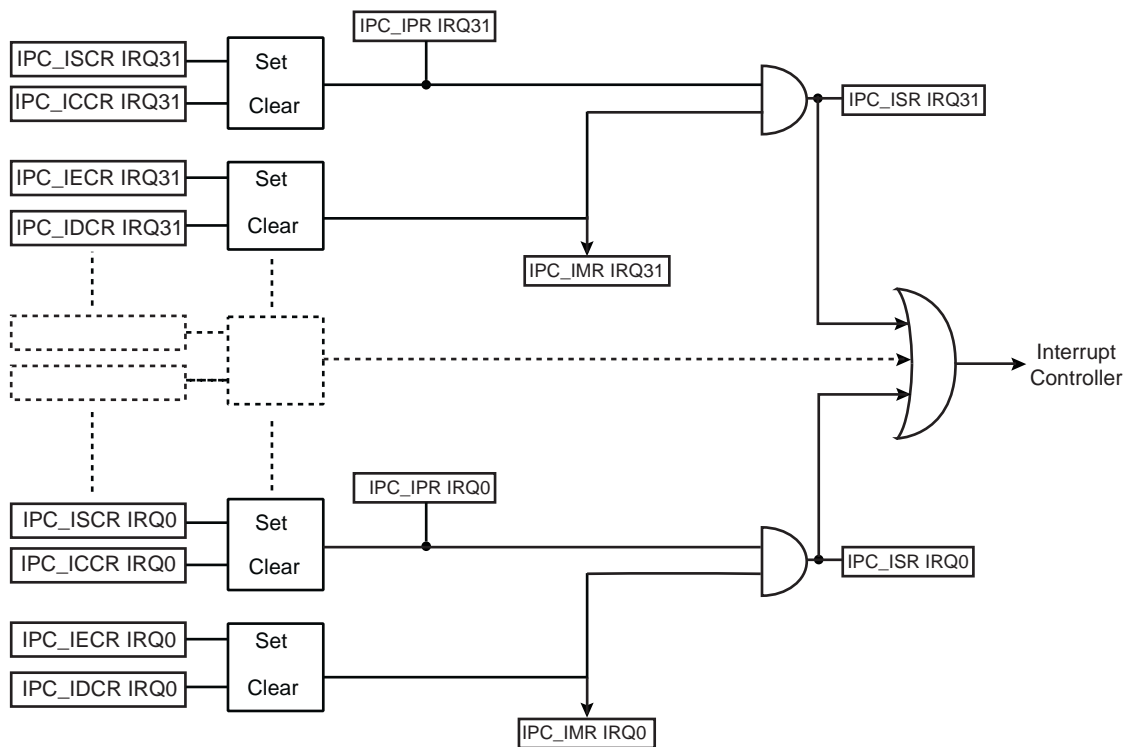 IPC_IPR IRQ31
IPC_ISCR IRQ31
Set
IPC_ICCR IRQ31
Clear
IPC_ISR IRQ31
IPC_IECR IRQ31
Set
IPC_IDCR IRQ31
Clear
IPC_IMR IRQ31
Interrupt
Controller
IPC_IPR IRQ0
IPC_ISCR IRQ0
Set
IPC_ICCR IRQ0
Clear
IPC_ISR IRQ0
IPC_IECR IRQ0
Set
IPC_IDCR IRQ0
Clear
IPC_IMR IRQ0